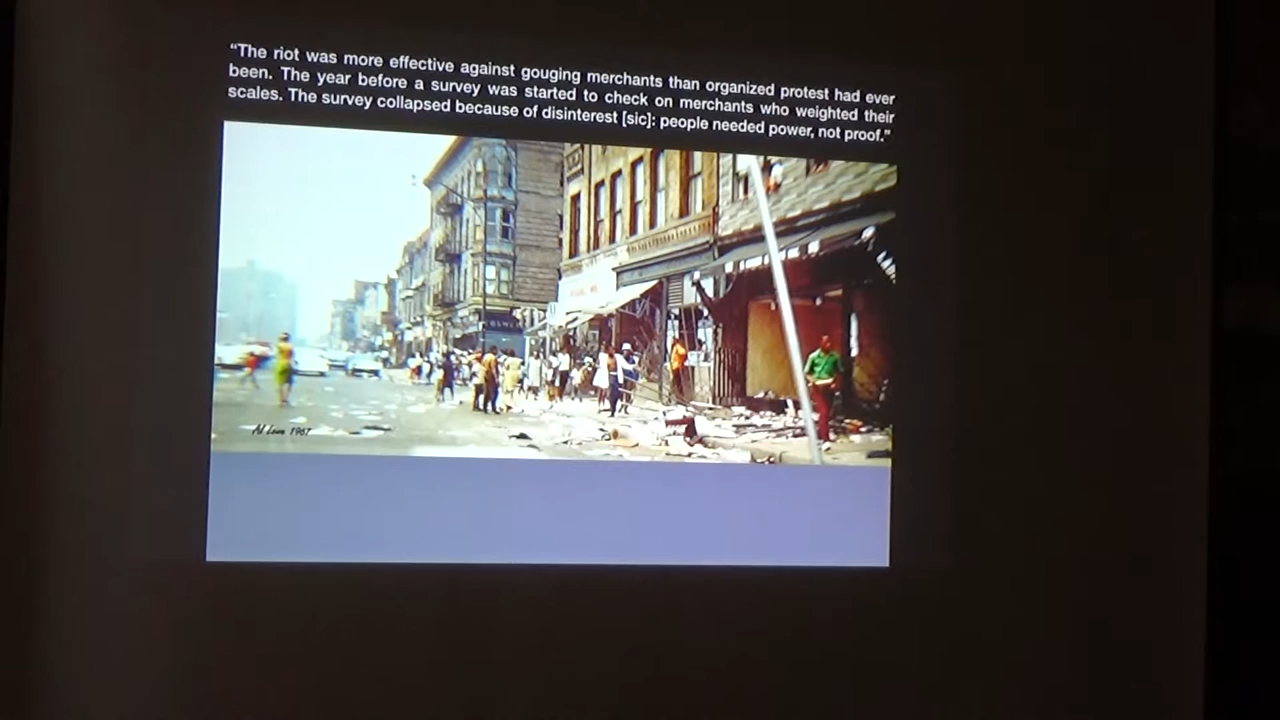 “The riot was more effective against gouging merchants than organized protest had ever
been. The year before a survey was started to check on merchants who weighted their
scales. The survey collapsed because of disinterest [sic]: people needed power, not proof.”
Al Lowe 1967